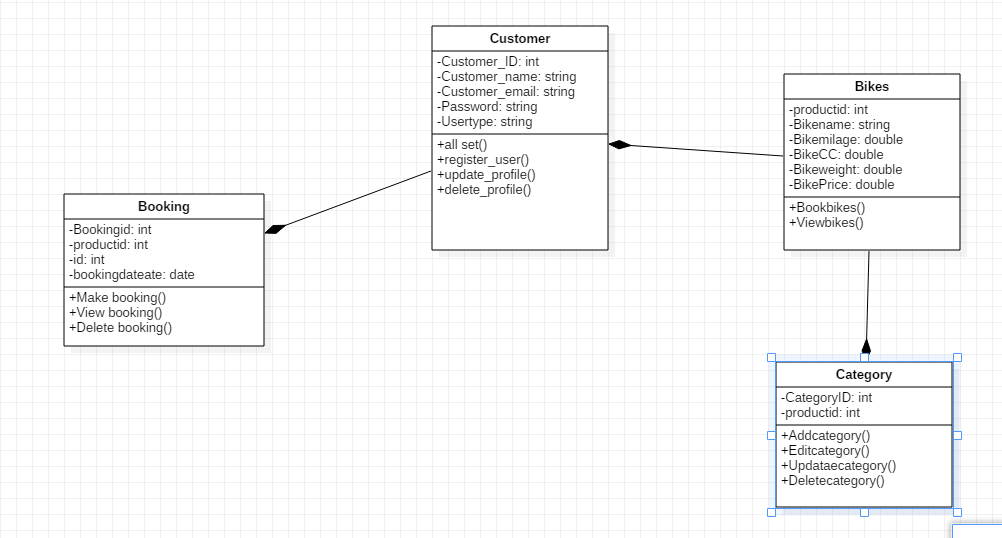 Customer
-Customer_ID: int
-Customer_name: string
-Customer_email: string
-Password: string
-Usertype: string
+all set()
+register_user()
+update_profile()
+delete_profile()
Bikes
-productid: int
-Bikename: string
-Bikemilage: double
-BikeCC: double
-Bikeweight: double
-BikePrice: double
+Bookbikes()
+Viewbikes()
Booking
-Bookingid: int
-productid: int
-id: int
-bookingdateate: date
+Make booking()
+View booking()
+Delete booking()
Category
-CategoryID: int
-productid: int
+Addcategory()
+Editcategory()
+Updataecategory()
+Deletecategory()